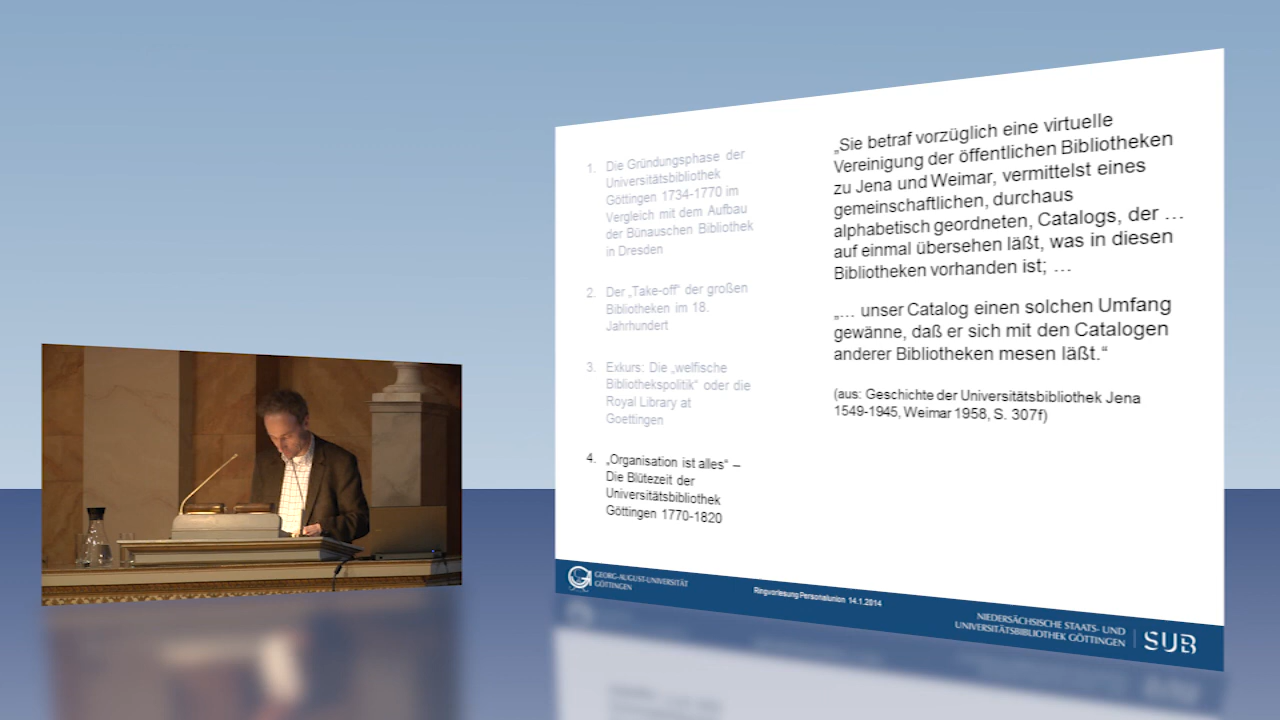 1. Die Gründungsphase der
Universitätsbibliothek
Göttingen 1734-1770 im
Vergleich mit dem Aufbau
der Bünauschen Bibliothek
in Dresden
2. Der „Take-off“ der großen
Bibliotheken im 18.
Jahrhundert
3. Exkurs: Die „welfische
Bibliothekspolitik“ oder die
Royal Library at
Goettingen
4. „Organisation ist alles“ –
Die Blütezeit der
Universitätsbibliothek
Göttingen 1770-1820
„Sie betraf vorzüglich eine virtuelle
Vereinigung der öffentlichen Bibliotheken
zu Jena und Weimar, vermittelst eines
gemeinschaftlichen, durchaus
alphabetisch geordneten, Catalogs, der …
auf einmal übersehen läßt, was in diesen
Bibliotheken vorhanden ist; …
„… unser Catalog einen solchen Umfang
gewänne, daß er sich mit den Catalogen
anderer Bibliotheken mesen läßt.“
(aus: Geschichte der Universitätsbibliothek Jena
1549-1945, Weimar 1958, S. 307f)
GEORG-AUGUST-UNIVERSITÄT
GÖTTINGEN
Ringvorlesung Personalunion 14.1.2014
NIEDERSÄCHSISCHE STAATS- UND
UNIVERSITÄTSBIBLIOTHEK GÖTTINGEN
SUB